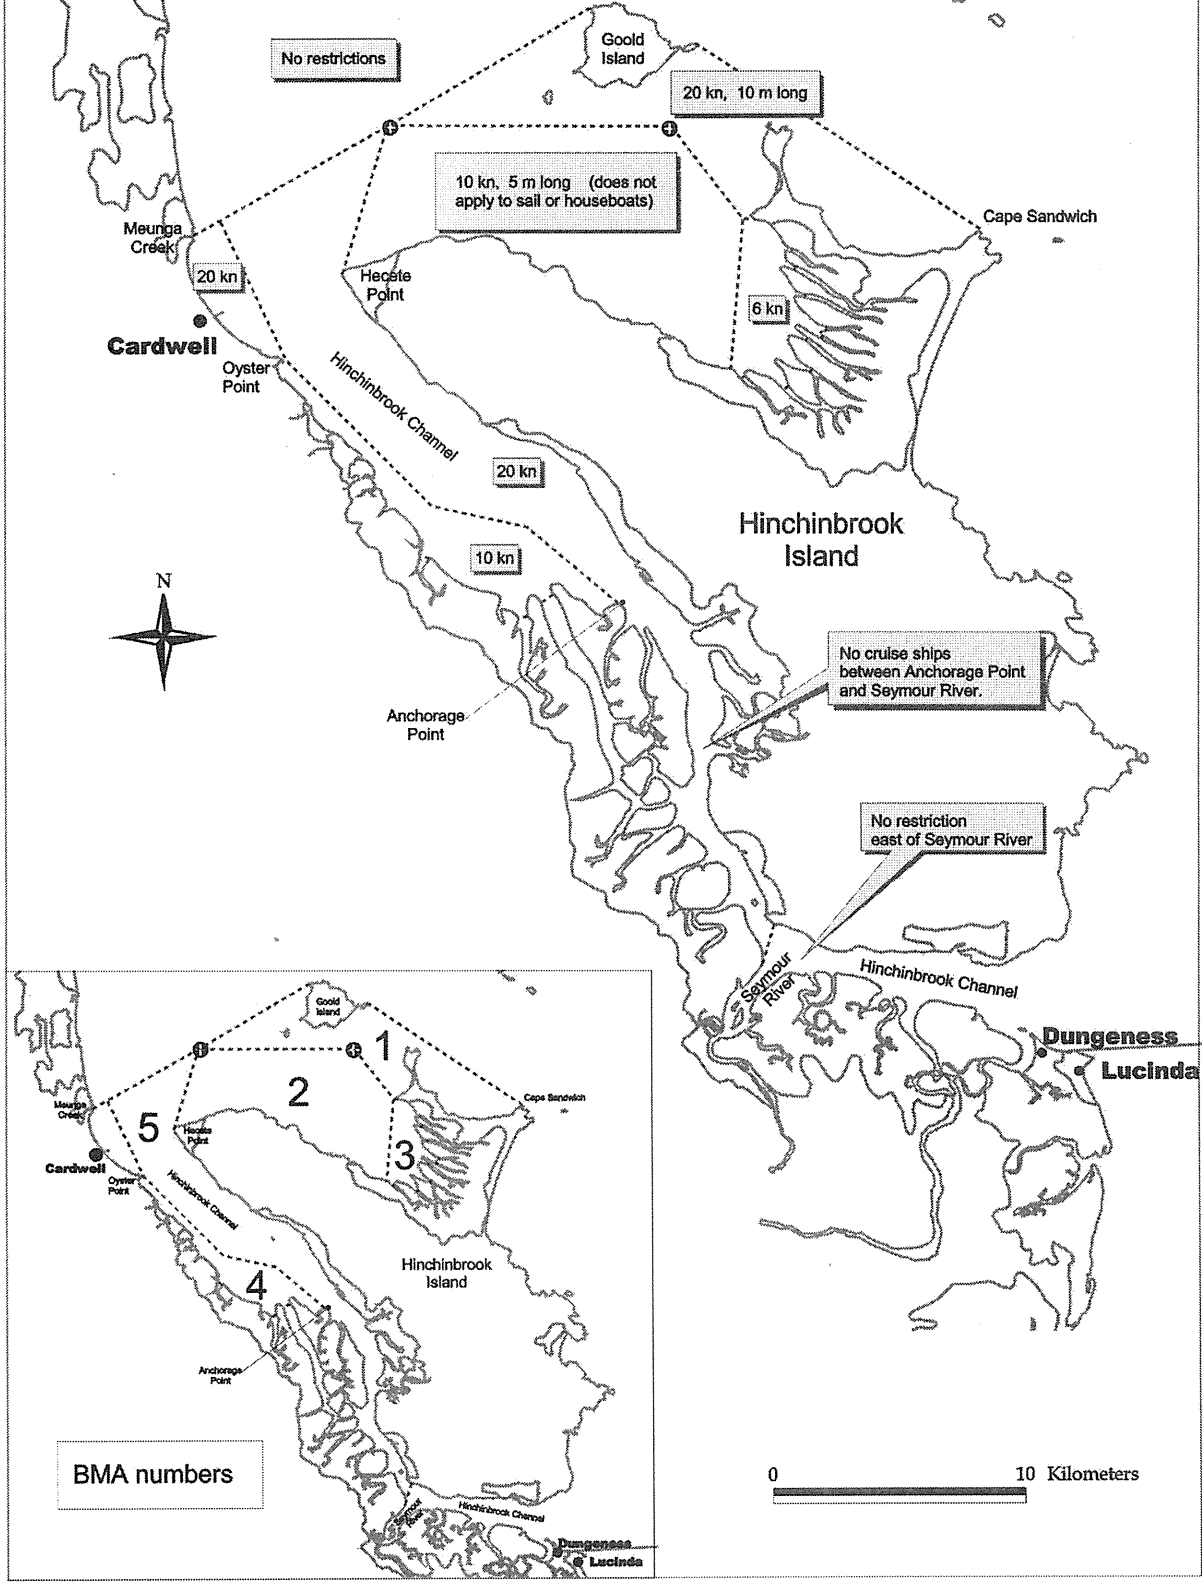 Goold
Island
No restrictions
20 kn, 10 m long
10 kn, 5 m long (does not
apply to sail or houseboats)
Cape Sandwich
Meunga
Creek
20 kn
Hecate
Point
6 kn
Cardwell
Oyster
Point
Hinchinbrook Channel
20 kn
Hinchinbrook
Island
10 kn
N
No cruise ships
between Anchorage Point
and Seymour River.
Anchorage
Point
No restriction
east of Seymour River
Seymour
River
Hinchinbrook Channel
Dungeness
Lucinda
Goold
Island
1
2
Meunga
Creek
5
Hecate
Point
Cape Sandwich
3
Cardwell
Oyster
Point
Hinchinbrook Channel
Hinchinbrook
Island
4
Anchorage
Point
BMA numbers
Seymour
River
Hinchinbrook Channel
Dungeness
Lucinda
0 10 Kilometers